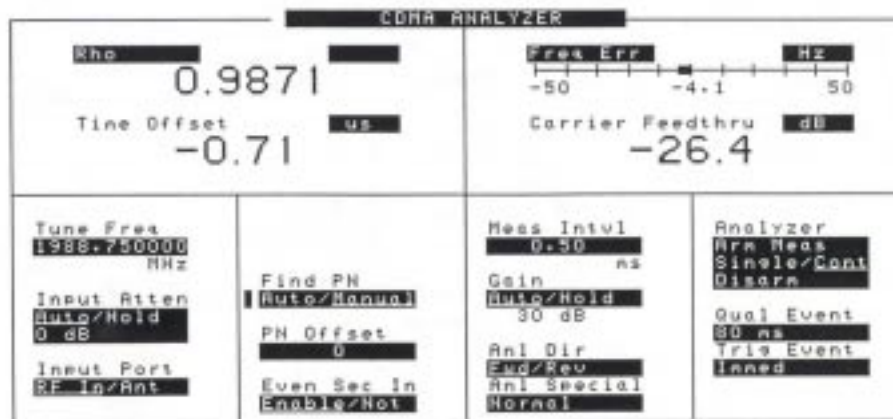 CDMA ANALYZER
Rho
0.9871
Time Offset us
-0.71
Freq Err Hz
-50 -4.1 50
Carrier Feedthru dB
-26.4
Tune Freq
1988.750000
MHz
Input Atten
Auto/Hold
0 dB
Input Port
RF In/Ant
Find PN
Auto/Manual
PN Offset
0
Even Sec In
Enable/Not
Meas Intvl
0.50
ms
Gain
Auto/Hold
30 dB
Anl Dir
Fwd/Rev
Anl Special
Normal
Analyzer
Arm Meas
Single/Cont
Disarm
Qual Event
80 ms
Trig Event
Immed